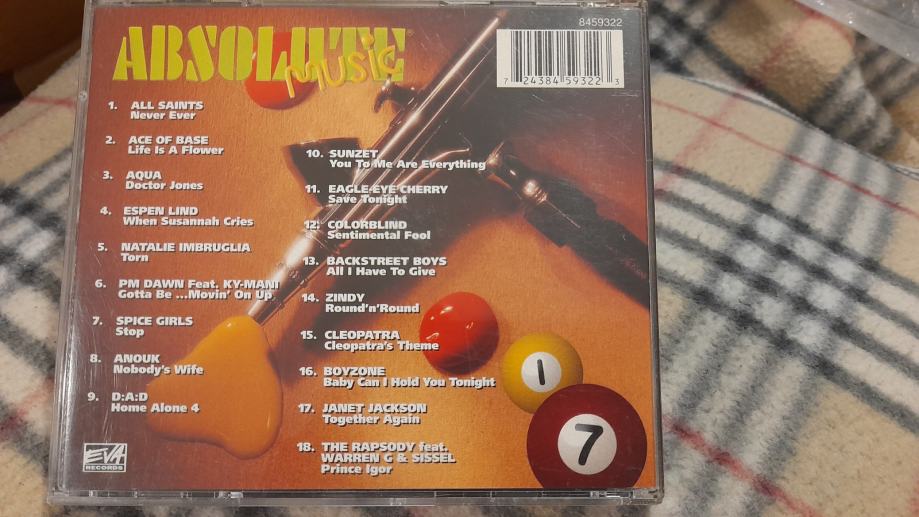 8459322
ABSOLUTE
music
7 24384 59322 3
1. ALL SAINTS
Never Ever
2. ACE OF BASE
Life Is A Flower
3. AQUA
Doctor Jones
4. ESPEN LIND
When Susannah Cries
5. NATALIE IMBRUGLIA
Torn
6. PM DAWN Feat. KY-MANI
Gotta Be ...Movin' On Up
7. SPICE GIRLS
Stop
8. ANOUK
Nobody's Wife
9. D:A:D
Home Alone 4
10. SUNZET
You To Me Are Everything
11. EAGLE-EYE CHERRY
Save Tonight
12. COLORBLIND
Sentimental Fool
13. BACKSTREET BOYS
All I Have To Give
14. ZINDY
Round'n'Round
15. CLEOPATRA
Cleopatra's Theme
16. BOYZONE
Baby Can I Hold You Tonight
17. JANET JACKSON
Together Again
18. THE RAPSODY feat.
WARREN G & SISSEL
Prince Igor
1
7
EVA
RECORDS